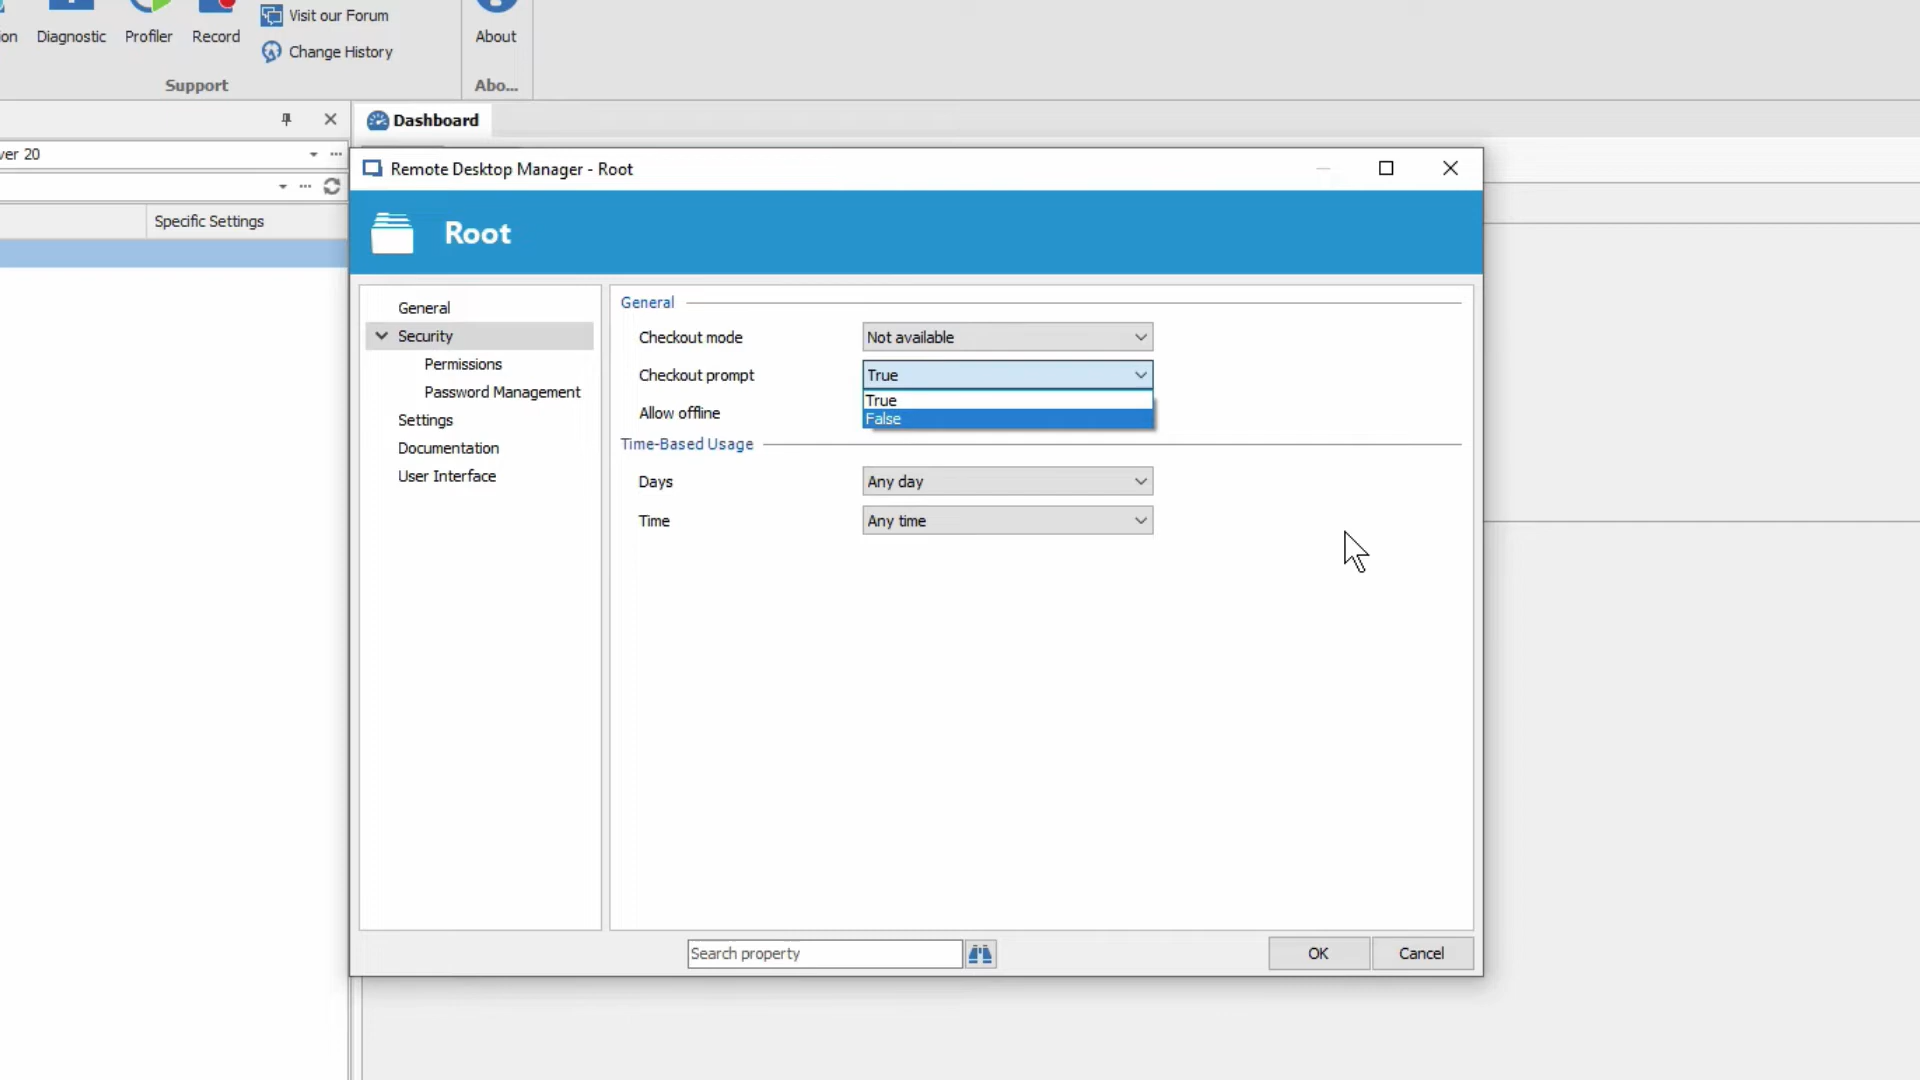 Visit our Forum
Diagnostic
Profiler
Record
About
Change History
Support
Abo...
Dashboard
ver 20
Remote Desktop Manager - Root
Specific Settings
Root
General
Security
Permissions
Password Management
Settings
Documentation
User Interface
General
Checkout mode
Not available
Checkout prompt
True
True
False
Allow offline
Time-Based Usage
Days
Any day
Time
Any time
Search property
OK
Cancel